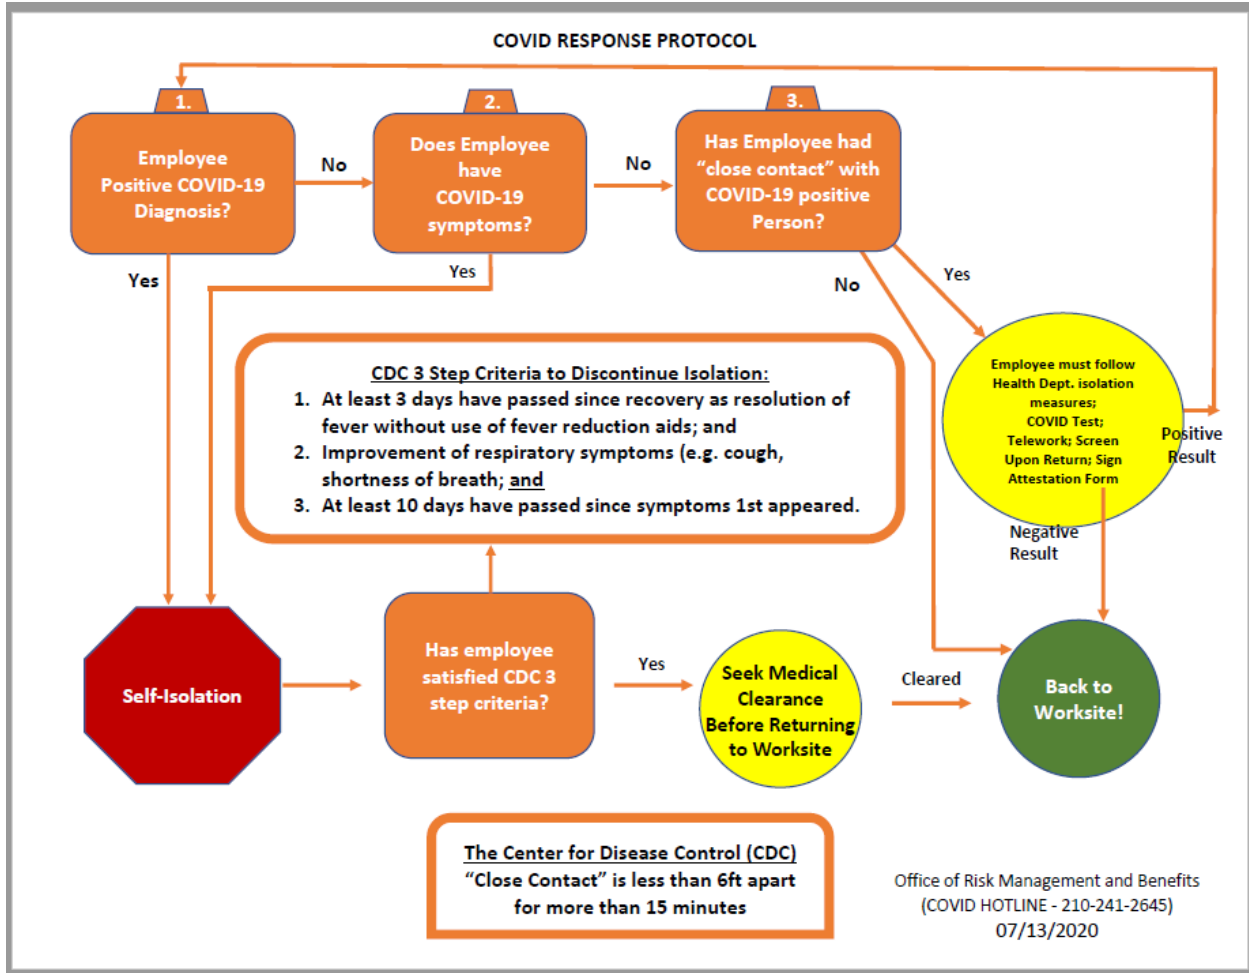 COVID RESPONSE PROTOCOL
1.
Employee
Positive COVID-19
Diagnosis?
No
2.
Does Employee
have
COVID-19
symptoms?
No
3.
Has Employee had
“close contact” with
COVID-19 positive
Person?
Yes
Yes
No
Yes
CDC 3 Step Criteria to Discontinue Isolation:
1. At least 3 days have passed since recovery as resolution of
fever without use of fever reduction aids; and
2. Improvement of respiratory symptoms (e.g. cough,
shortness of breath; and
3. At least 10 days have passed since symptoms 1st appeared.
Employee must follow
Health Dept. isolation
measures;
COVID Test;
Telework; Screen
Upon Return; Sign
Attestation Form
Positive
Result
Negative
Result
Self-Isolation
Has employee
satisfied CDC 3
step criteria?
Yes
Seek Medical
Clearance
Before Returning
to Worksite
Cleared
Back to
Worksite!
The Center for Disease Control (CDC)
“Close Contact” is less than 6ft apart
for more than 15 minutes
Office of Risk Management and Benefits
(COVID HOTLINE - 210-241-2645)
07/13/2020